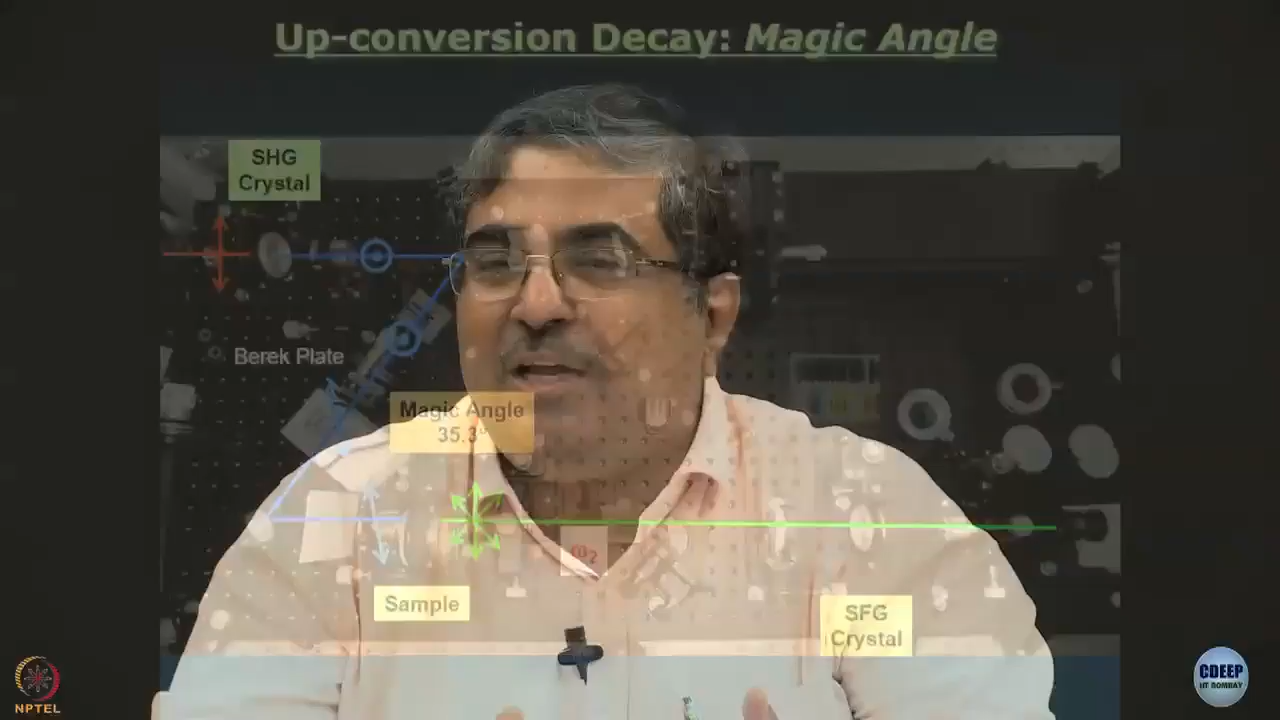 Up-conversion Decay: Magic Angle
SHG
Crystal
Berek Plate
Magic Angle
35.3°
ω2
Sample
SFG
Crystal
NPTEL
CDEEP
IIT BOMBAY